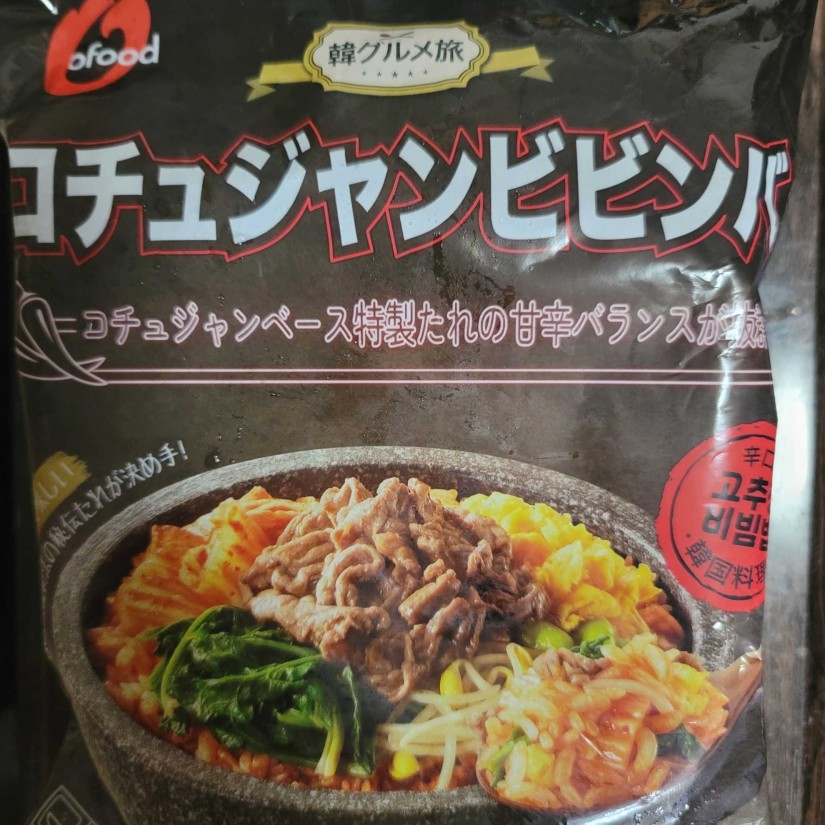 ofood
韓グルメ旅
コチュジャンビビンバ
コチュジャンベース特製たれの甘辛バランスが
しい
秘伝たれが決め手!
辛口
고추
비빔밥
韓国料理